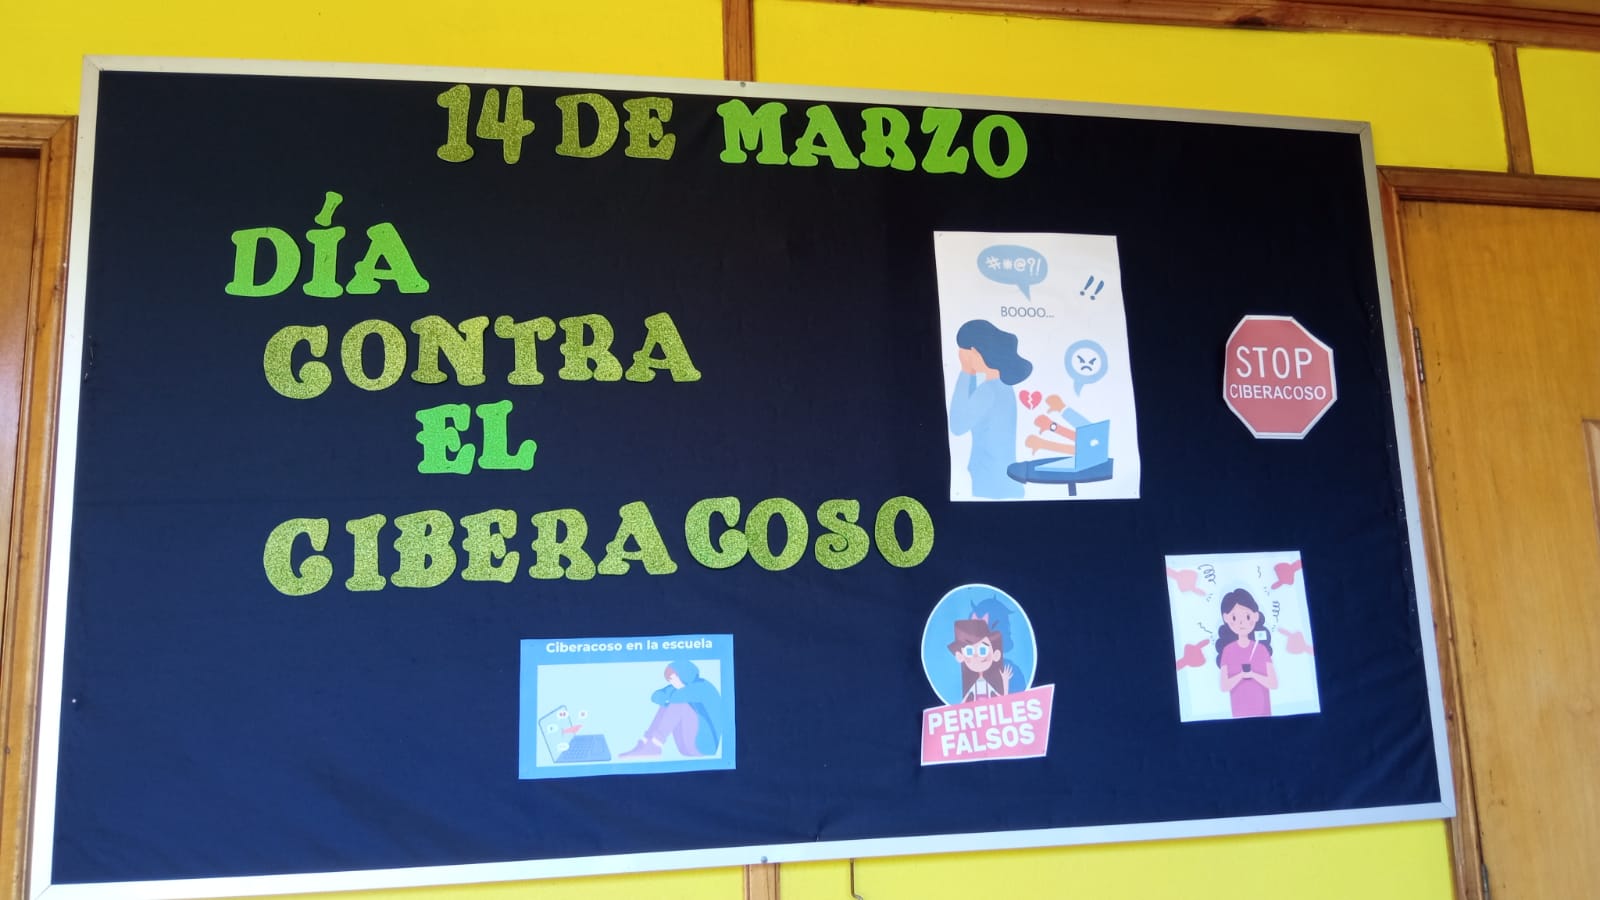 14 DE MARZO
DÍA
CONTRA
EL
CIBERACOSO
#*@?!
!!
BOOOO...
STOP
CIBERACOSO
Ciberacoso en la escuela
PERFILES
FALSOS